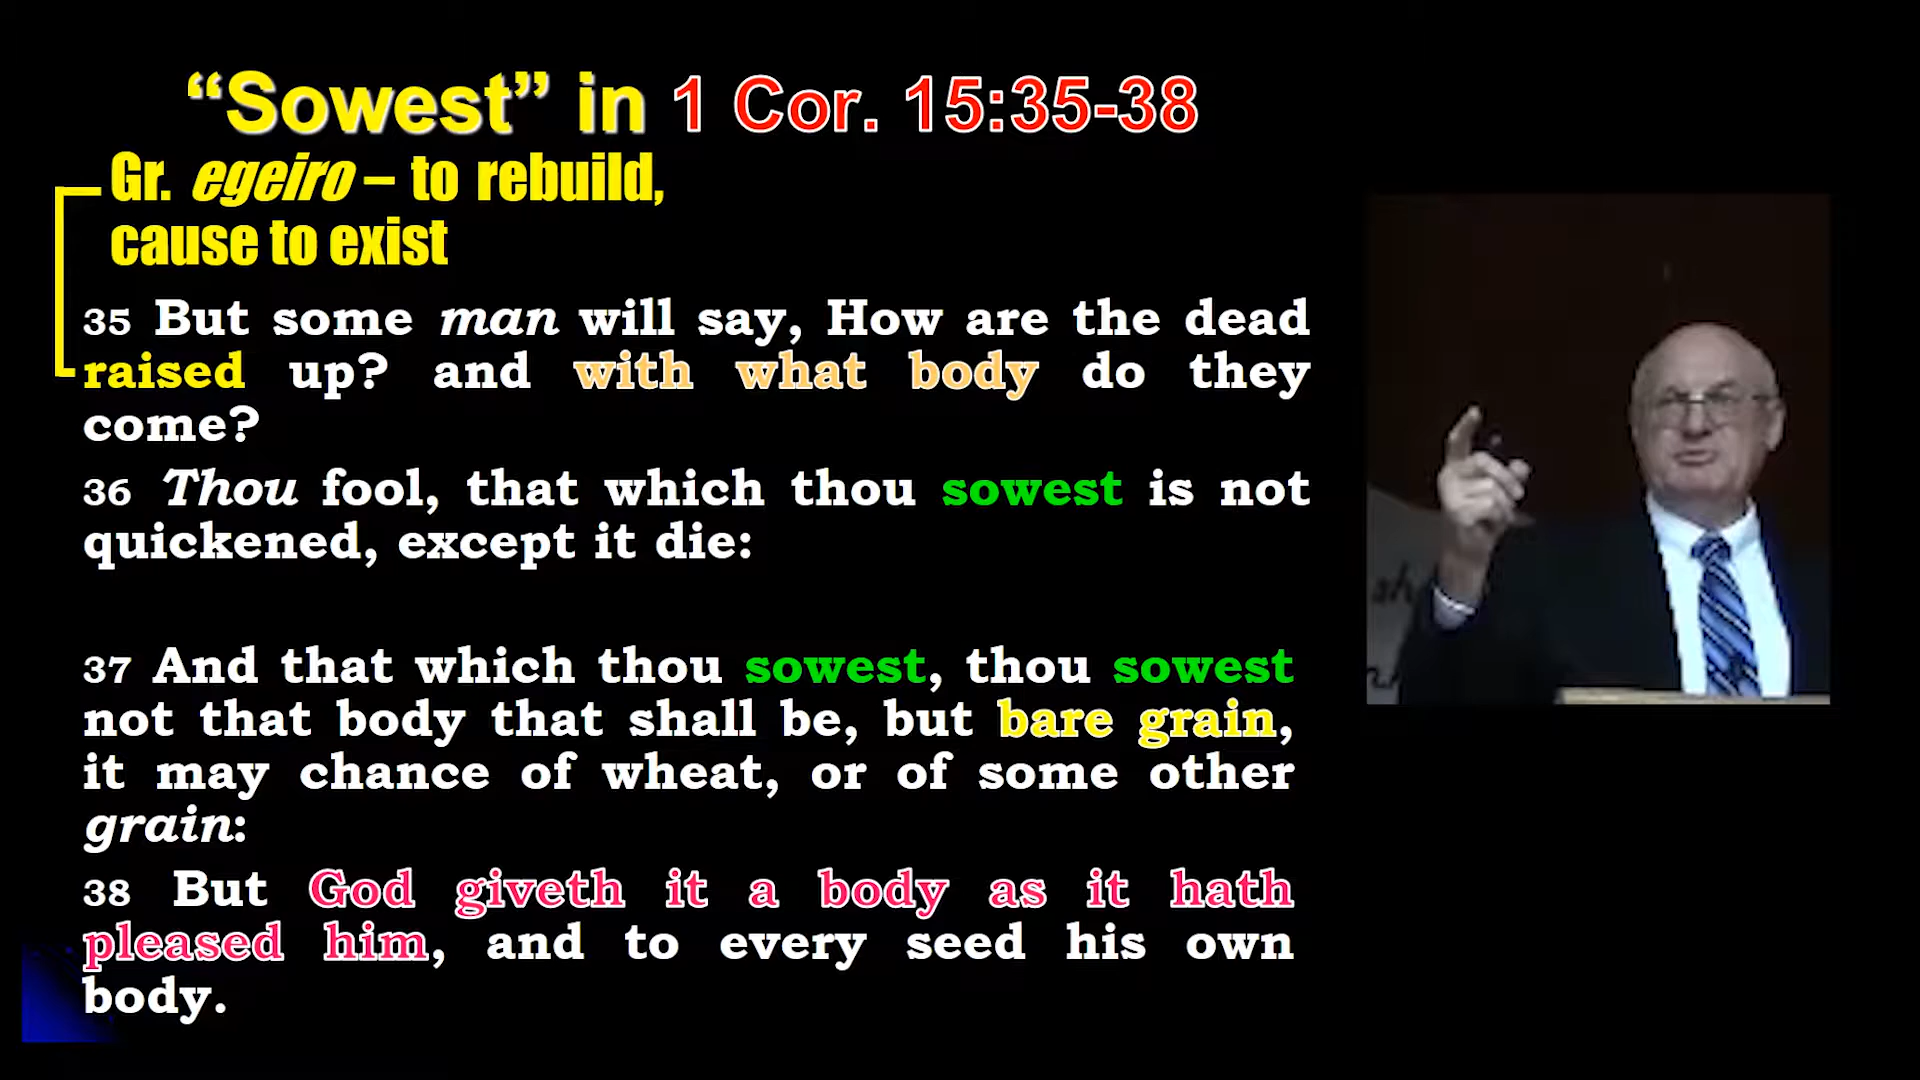 “Sowest” in 1 Cor. 15:35-38
Gr. egeiro – to rebuild,
cause to exist
35 But some man will say, How are the dead
raised up? and with what body do they
come?
36 Thou fool, that which thou sowest is not
quickened, except it die:
37 And that which thou sowest, thou sowest
not that body that shall be, but bare grain,
it may chance of wheat, or of some other
grain:
38 But God giveth it a body as it hath
pleased him, and to every seed his own
body.